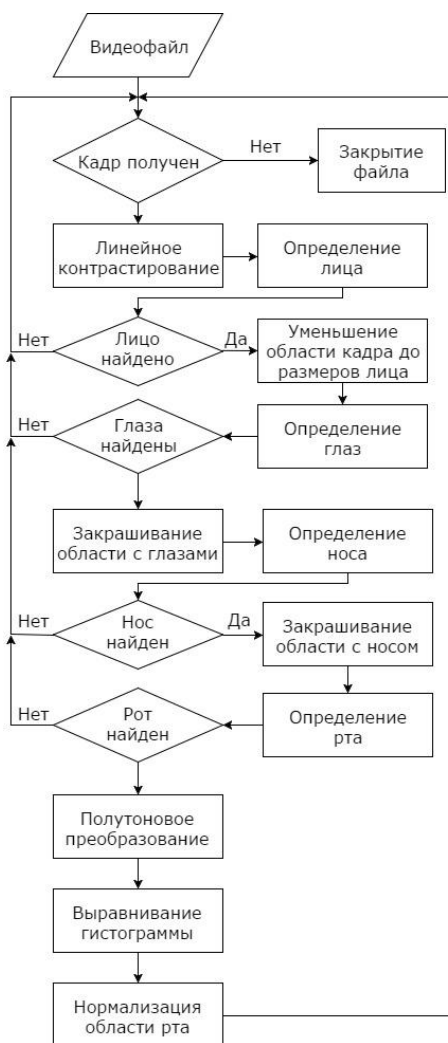 Видеофайл
Кадр получен
Нет
Закрытие
файла
Линейное
контрастирование
Определение
лица
Нет
Лицо
найдено
Да
Уменьшение
области кадра до
размеров лица
Нет
Глаза
найдены
Определение
глаз
Закрашивание
области с глазами
Определение
носа
Нет
Нос
найден
Да
Закрашивание
области с носом
Нет
Рот
найден
Определение
рта
Полутоновое
преобразование
Выравнивание
гистограммы
Нормализация
области рта